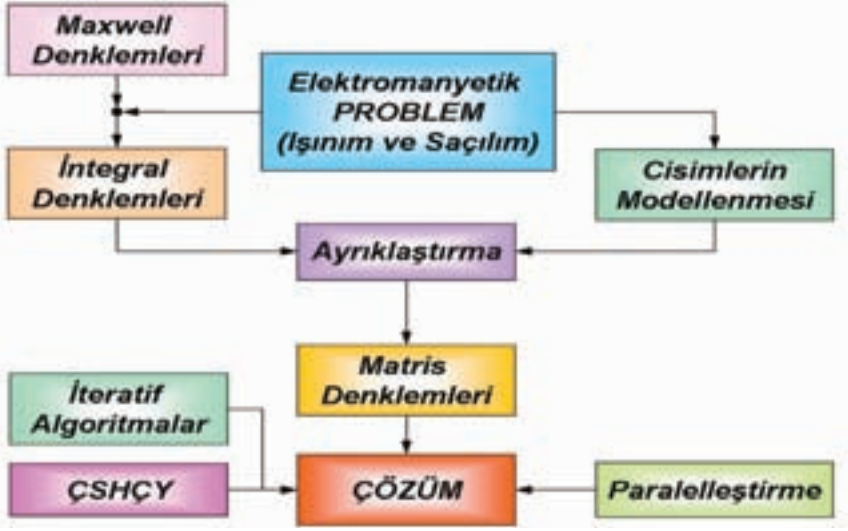 Maxwell
Denklemleri
Elektromanyetik
PROBLEM
(Işınım ve Saçılım)
İntegral
Denklemleri
Cisimlerin
Modellenmesi
Ayrıklaştırma
Matris
Denklemleri
İteratif
Algoritmalar
ÇSHÇY
ÇÖZÜM
Paralelleştirme